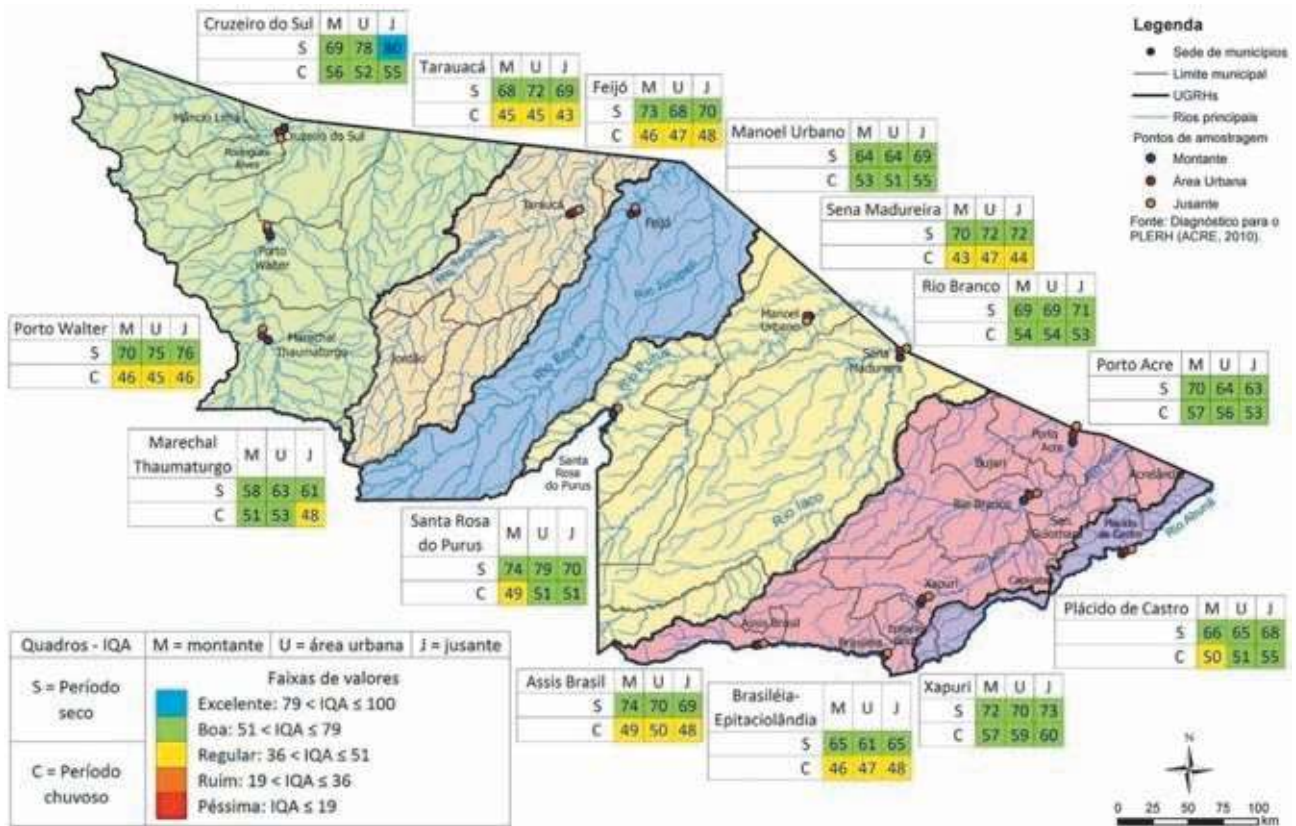 Cruzeiro do Sul M U J
S 69 78 80
C 56 52 55
Tarauacá M U J
S 68 72 69
C 45 45 43
Feijó M U J
S 73 68 70
C 46 47 48
Manoel Urbano M U J
S 64 64 69
C 53 51 55
Sena Madureira M U J
S 70 72 72
C 43 47 44
Rio Branco M U J
S 69 69 71
C 54 54 53
Porto Acre M U J
S 70 64 63
C 57 56 53
Legenda
Sede de municípios
Limite municipal
UGRHs
Rios principais
Pontos de amostragem
Montante
Área Urbana
Jusante
Fonte: Diagnóstico para o
PLERH (ACRE, 2010).
Mâncio Lima
Cruzeiro do Sul
Rodrigues
Alves
Porto
Walter
Marechal
Thaumaturgo
Jordão
Feijó
Rio Envira
Rio Purus
Manoel
Urbano
Sena
Madureira
Santa
Rosa
do Purus
Rio Iaco
Porto
Acre
Bujari
Acrelândia
Rio Branco
Sen.
Guiomard
Plácido
de Castro
Rio Abunã
Capixaba
Xapuri
Assis Brasil
Brasiléia
Porto Walter M U J
S 70 75 76
C 46 45 46
Marechal
Thaumaturgo M U J
S 58 63 61
C 51 53 48
Santa Rosa
do Purus M U J
S 74 79 70
C 49 51 51
Plácido de Castro M U J
S 66 65 68
C 50 51 55
Assis Brasil M U J
S 74 70 69
C 49 50 48
Brasiléia-
Epitaciolândia M U J
S 65 61 65
C 46 47 48
Xapuri M U J
S 72 70 73
C 57 59 60
Quadros - IQA M = montante U = área urbana J = jusante
S = Período
seco
C = Período
chuvoso
Faixas de valores
Excelente: 79 < IQA ≤ 100
Boa: 51 < IQA ≤ 79
Regular: 36 < IQA ≤ 51
Ruim: 19 < IQA ≤ 36
Péssima: IQA ≤ 19
N
0 25 50 75 100
km